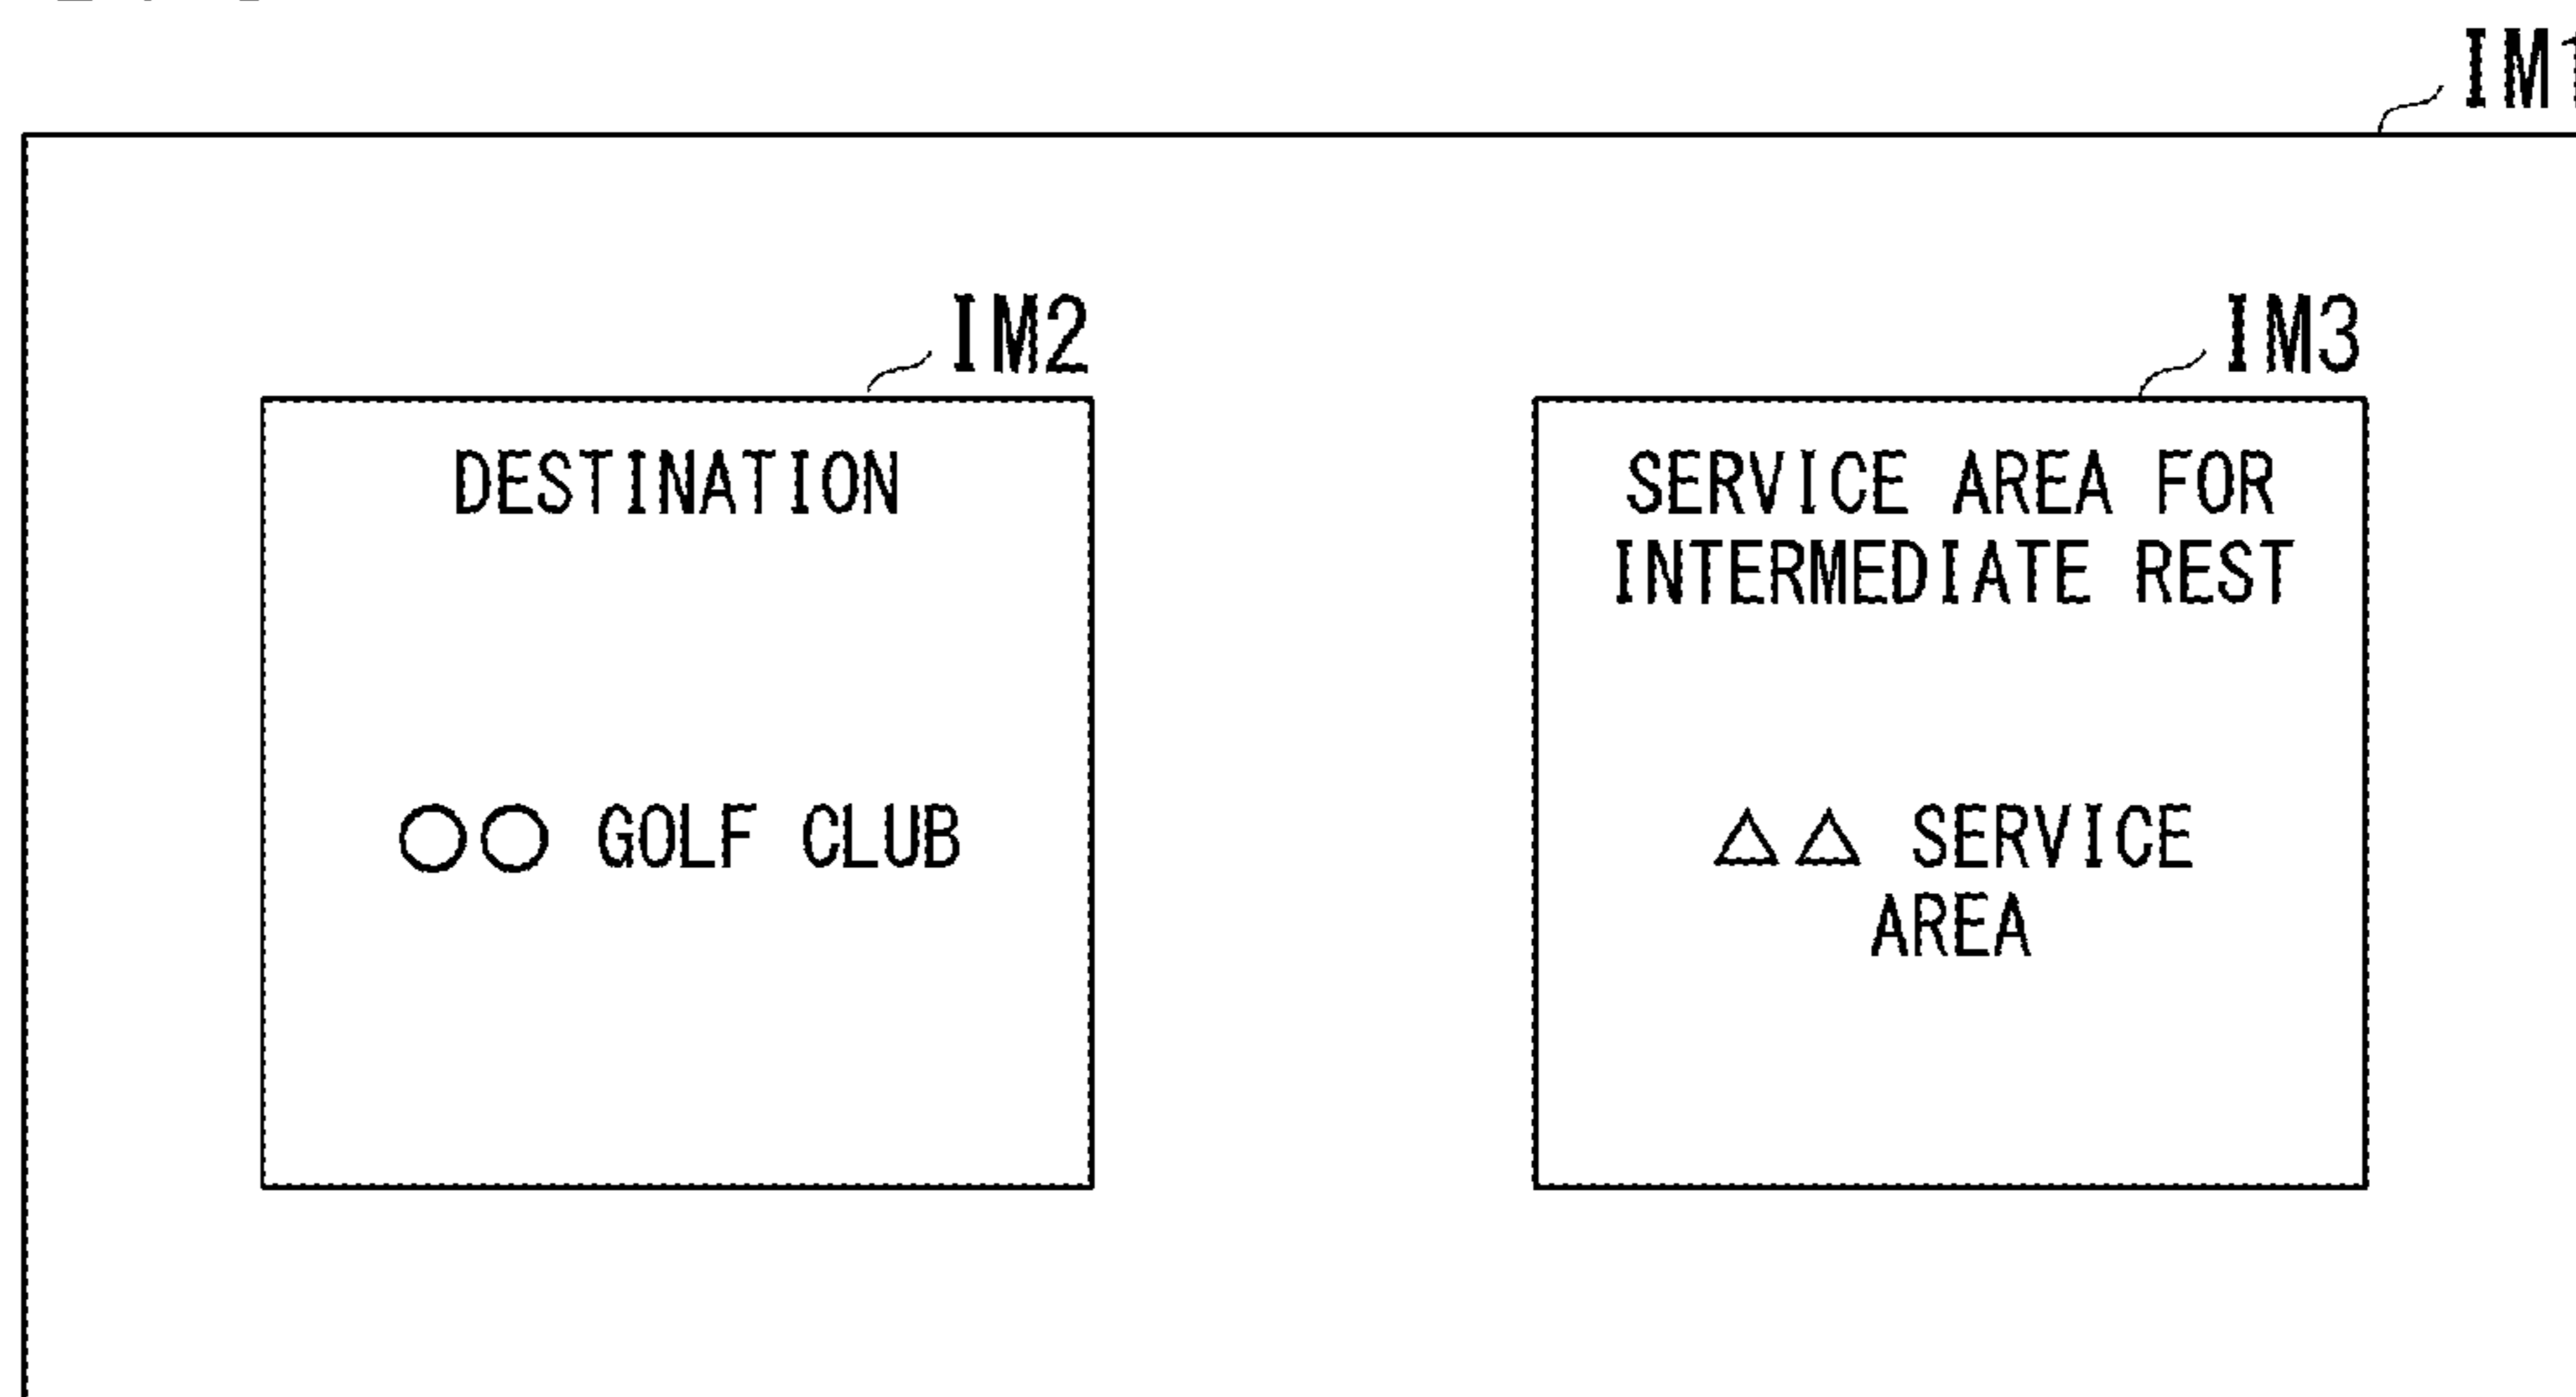 IM1
IM2
IM3
DESTINATION
○○ GOLF CLUB
SERVICE AREA FOR
INTERMEDIATE REST
△△ SERVICE
AREA